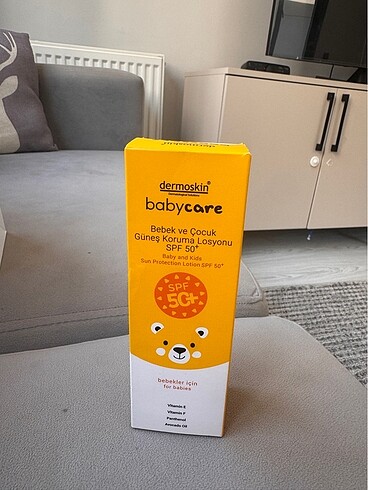 dermoskin®
babycare
Bebek ve Çocuk
Güneş Koruma Losyonu
SPF 50+
Baby and Kids
Sun Protection Lotion SPF 50+
SPF
50+
bebekler için
for babies
Vitamin E
Vitamin F
Panthenol
Avocado Oil